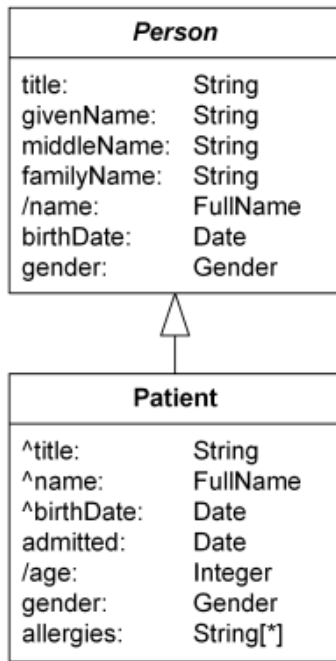 Person
title: String
givenName: String
middleName: String
familyName: String
/name: FullName
birthDate: Date
gender: Gender
Patient
^title: String
^name: FullName
^birthDate: Date
admitted: Date
/age: Integer
gender: Gender
allergies: String[*]